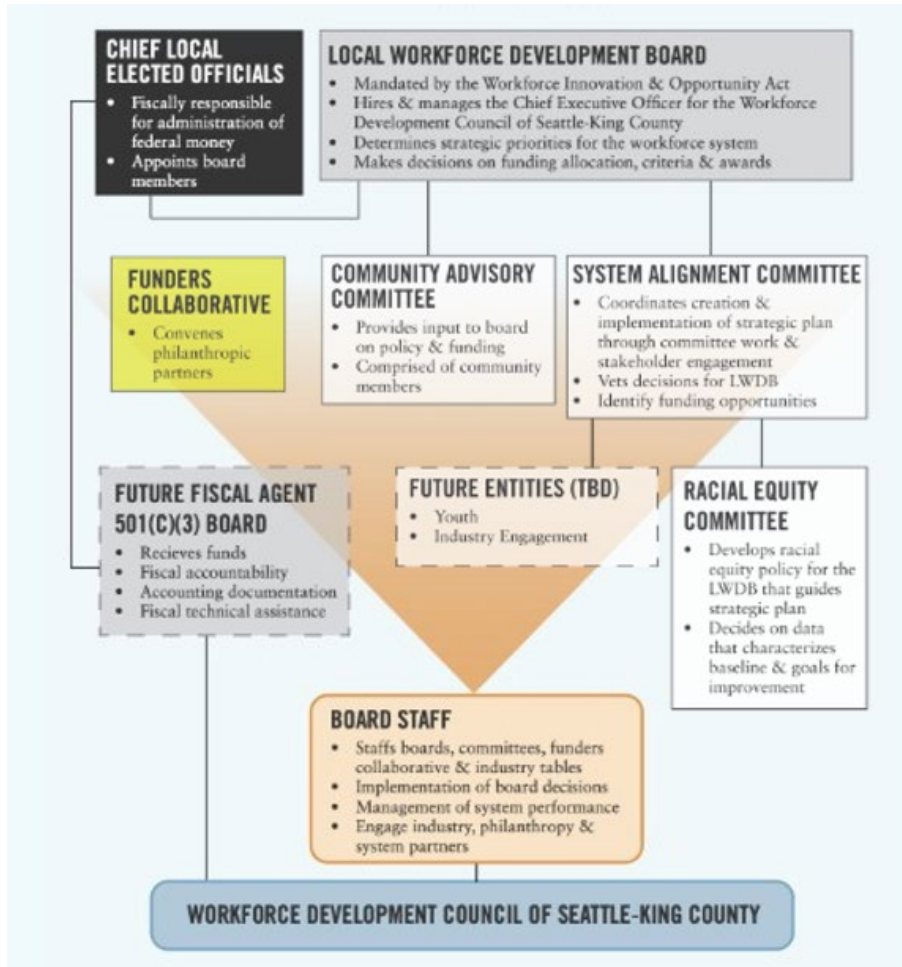 CHIEF LOCAL
ELECTED OFFICIALS
• Fiscally responsible
for administration of
federal money
• Appoints board
members
LOCAL WORKFORCE DEVELOPMENT BOARD
• Mandated by the Workforce Innovation & Opportunity Act
• Hires & manages the Chief Executive Officer for the Workforce
Development Council of Seattle-King County
• Determines strategic priorities for the workforce system
• Makes decisions on funding allocation, criteria & awards
FUNDERS
COLLABORATIVE
• Convenes
philanthropic
partners
COMMUNITY ADVISORY
COMMITTEE
• Provides input to board
on policy & funding
• Comprised of community
members
SYSTEM ALIGNMENT COMMITTEE
• Coordinates creation &
implementation of strategic plan
through committee work &
stakeholder engagement
• Vets decisions for LWDB
• Identify funding opportunities
FUTURE FISCAL AGENT
501(C)(3) BOARD
• Recieves funds
• Fiscal accountability
• Accounting documentation
• Fiscal technical assistance
FUTURE ENTITIES (TBD)
• Youth
• Industry Engagement
RACIAL EQUITY
COMMITTEE
• Develops racial
equity policy for the
LWDB that guides
strategic plan
• Decides on data
that characterizes
baseline & goals for
improvement
BOARD STAFF
• Staffs boards, committees, funders
collaborative & industry tables
• Implementation of board decisions
• Management of system performance
• Engage industry, philanthropy &
system partners
WORKFORCE DEVELOPMENT COUNCIL OF SEATTLE-KING COUNTY